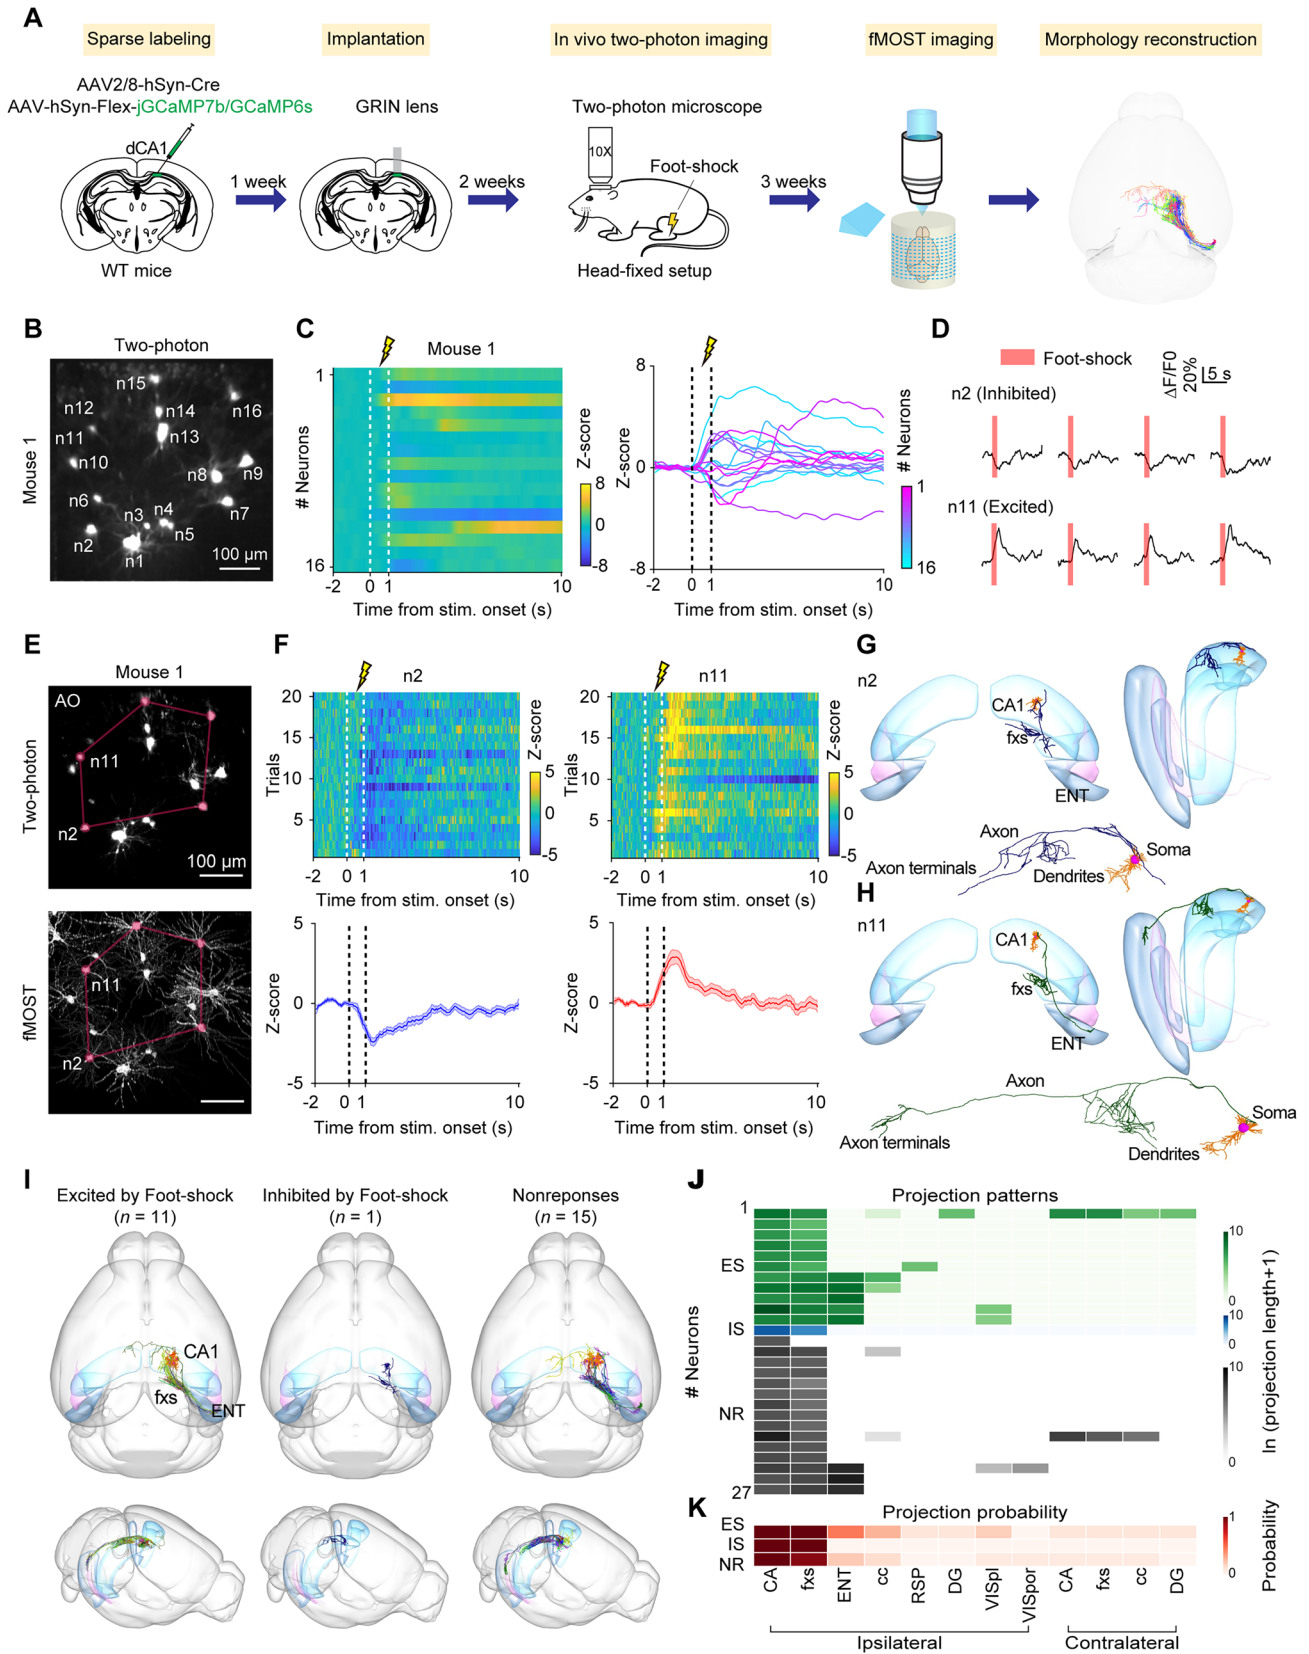 A
Sparse labeling
Implantation
In vivo two-photon imaging
fMOST imaging
Morphology reconstruction
AAV2/8-hSyn-Cre
AAV-hSyn-Flex-jGCaMP7b/GCaMP6s
GRIN lens
Two-photon microscope
dCA1
10X
Foot-shock
1 week
2 weeks
3 weeks
WT mice
Head-fixed setup
B
Two-photon
Mouse 1
n15
n12
n14
n16
n11
n13
n10
n8
n9
n6
n3
n4
n7
n2
n5
n1
100 µm
C
Mouse 1
1
# Neurons
16
-2
0
1
10
Time from stim. onset (s)
Z-score
8
0
-8
8
Z-score
0
-8
-2
0
1
10
Time from stim. onset (s)
# Neurons
1
16
D
Foot-shock
ΔF/F0
20%
5 s
n2 (Inhibited)
n11 (Excited)
E
Mouse 1
Two-photon
AO
n11
n2
100 µm
fMOST
n11
n2
F
n2
20
15
Trials
10
5
-2
0
1
10
Time from stim. onset (s)
Z-score
5
0
-5
n11
20
15
Trials
10
5
-2
0
1
10
Time from stim. onset (s)
Z-score
5
0
-5
5
Z-score
0
-5
-2
0
1
10
Time from stim. onset (s)
5
Z-score
0
-5
-2
0
1
10
Time from stim. onset (s)
G
n2
CA1
fxs
ENT
Axon
Soma
Axon terminals
Dendrites
H
n11
CA1
fxs
ENT
Axon
Soma
Axon terminals
Dendrites
I
Excited by Foot-shock
(n = 11)
Inhibited by Foot-shock
(n = 1)
Nonreponses
(n = 15)
CA1
fxs
ENT
J
Projection patterns
1
ES
IS
# Neurons
NR
27
10
0
10
0
10
0
ln (projection length+1)
K
Projection probability
ES
IS
NR
1
0
Probability
CA
fxs
ENT
cc
RSP
DG
VISpl
VISpor
CA
fxs
cc
DG
Ipsilateral
Contralateral